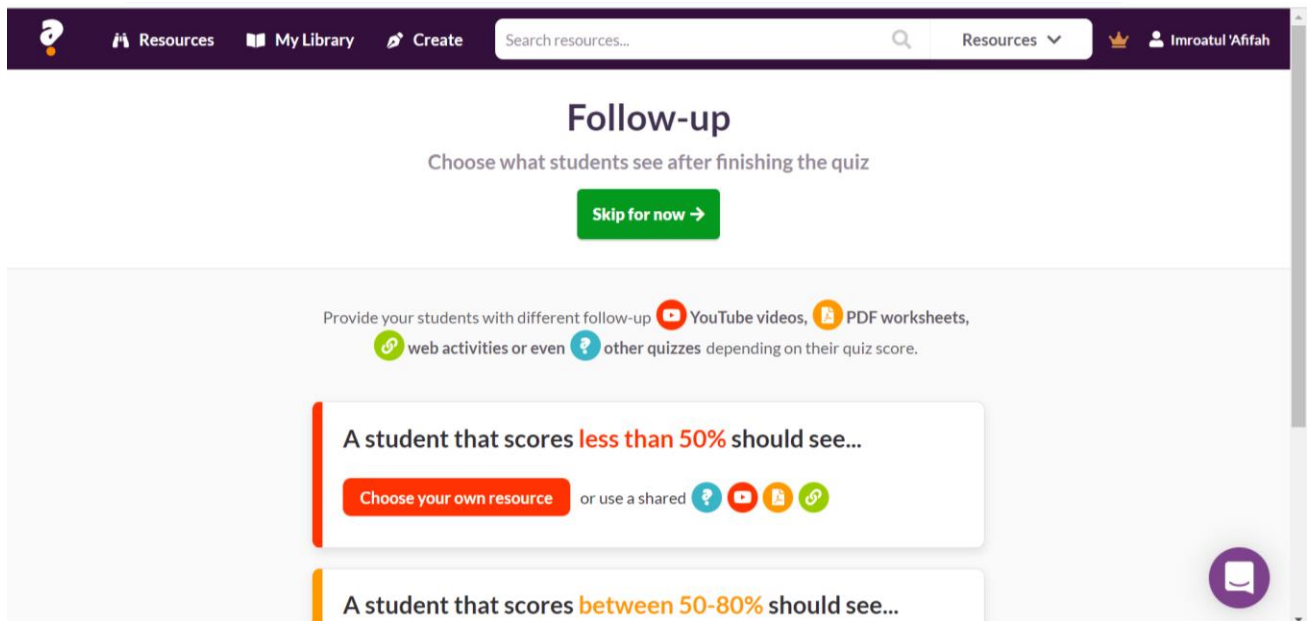 Resources My Library Create Search resources... Resources Imroatul 'Afifah
Follow-up
Choose what students see after finishing the quiz
Skip for now →
Provide your students with different follow-up YouTube videos, PDF worksheets,
web activities or even other quizzes depending on their quiz score.
A student that scores less than 50% should see...
Choose your own resource or use a shared
A student that scores between 50-80% should see...